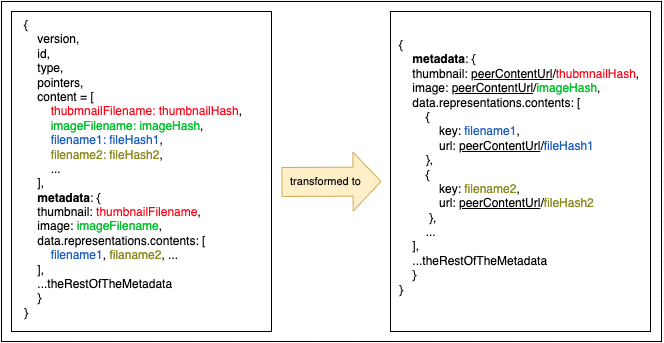 {
version,
id,
type,
pointers,
content = [
thubmnailFilename: thumbnailHash,
imageFilename: imageHash,
filename1: fileHash1,
filename2: fileHash2,
...
],
metadata: {
thumbnail: thumbnailFilename,
image: imageFilename,
data.representations.contents: [
filename1, filaname2, ...
],
...theRestOfTheMetadata
}
}
transformed to
{
metadata: {
thumbnail: peerContentUrl/thubmnailHash,
image: peerContentUrl/imageHash,
data.representations.contents: [
{
key: filename1,
url: peerContentUrl/fileHash1
},
{
key: filename2,
url: peerContentUrl/fileHash2
},
...
],
...theRestOfTheMetadata
}
}